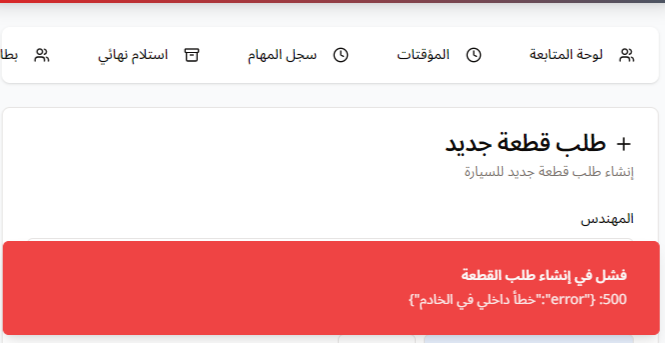 لوحة المتابعة
المؤقتات
سجل المهام
استلام نهائي
بطا
طلب قطعة جديد
إنشاء طلب قطعة جديد للسيارة
المهندس
فشل في إنشاء طلب القطعة
500: {"error":"خطأ داخلي في الخادم"}